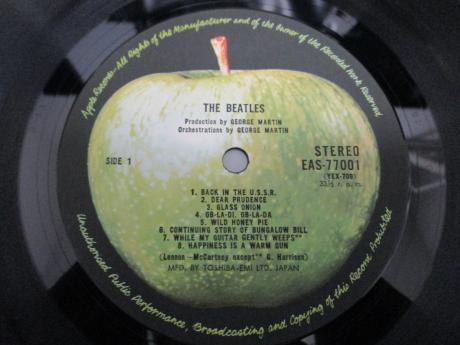 Apple Records-All Rights of the Manufacturer and of the Owner of the Recorded Work Reserved
THE BEATLES
Production by GEORGE MARTIN
Orchestrations by GEORGE MARTIN
SIDE 1
STEREO
EAS-77001
(YEX-709)
33⅓ r. p. m.
1. BACK IN THE U.S.S.R.
2. DEAR PRUDENCE
3. GLASS ONION
4. OB-LA-DI. OB-LA-DA
5. WILD HONEY PIE
6. CONTINUING STORY OF BUNGALOW BILL
7. WHILE MY GUITAR GENTLY WEEPS**
8. HAPPINESS IS A WARM GUN
(Lennon-McCartney except** G. Harrison)
MFD. BY TOSHIBA-EMI LTD. JAPAN
Unauthorised Public Performance, Broadcasting and Copying of this Record Prohibited